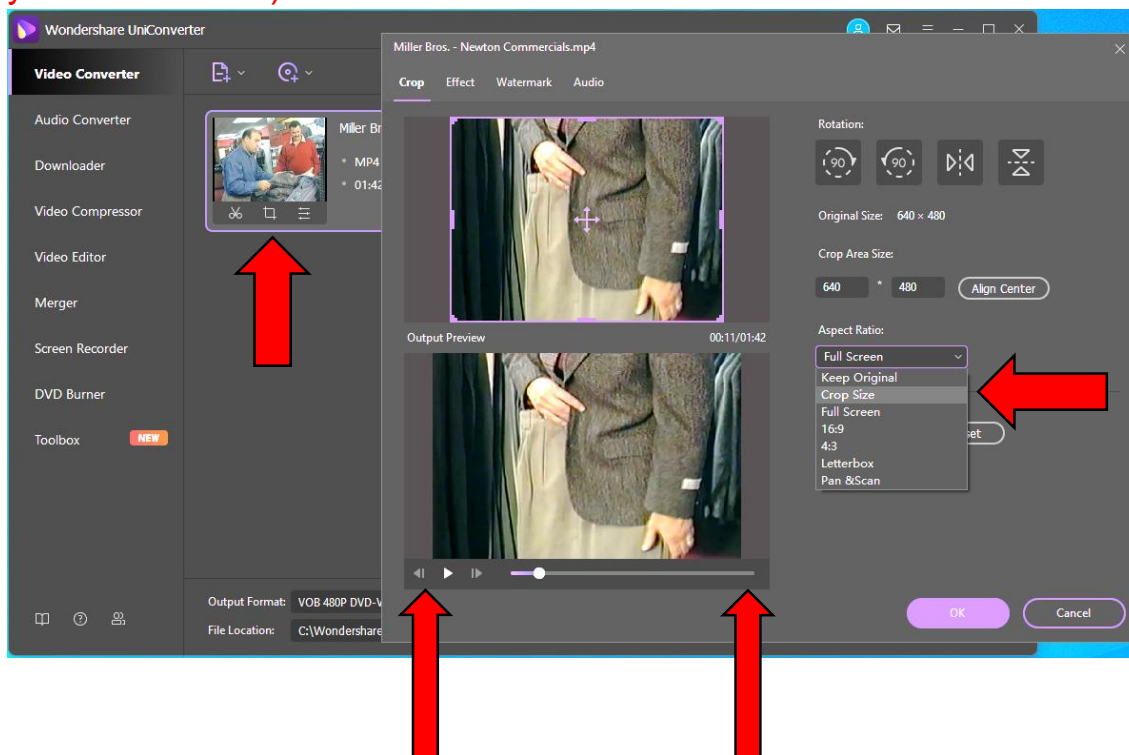 Wondershare UniConverter
Miller Bros. - Newton Commercials.mp4
Video Converter
Crop Effect Watermark Audio
Audio Converter
Downloader
Video Compressor
Video Editor
Merger
Screen Recorder
DVD Burner
Toolbox NEW
Miller Br
MP4
01:42
Rotation:
90 90
Original Size: 640 × 480
Crop Area Size:
640 * 480 Align Center
Output Preview 00:11/01:42
Aspect Ratio:
Full Screen
Keep Original
Crop Size
Full Screen
16:9
4:3
Letterbox
Pan &Scan
set
Output Format: VOB 480P DVD-V
File Location: C:\Wondershare
OK Cancel